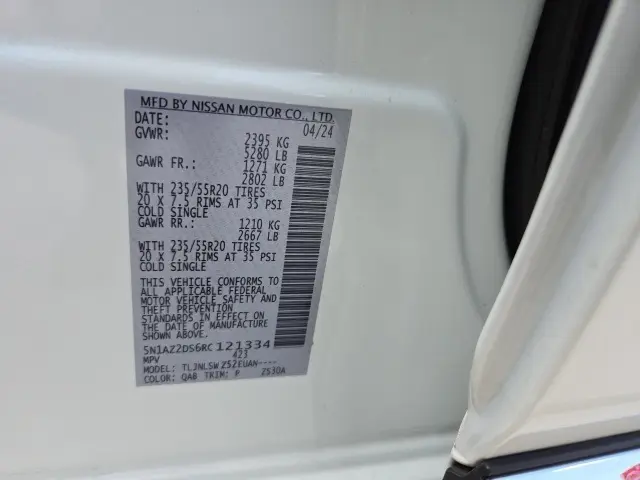 MFD BY NISSAN MOTOR CO., LTD.
DATE: 04/24
GVWR: 2395 KG
5280 LB
GAWR FR.: 1271 KG
2802 LB
WITH 235/55R20 TIRES
20 X 7.5 RIMS AT 35 PSI
COLD SINGLE
GAWR RR.: 1210 KG
2667 LB
WITH 235/55R20 TIRES
20 X 7.5 RIMS AT 35 PSI
COLD SINGLE
THIS VEHICLE CONFORMS TO
ALL APPLICABLE FEDERAL
MOTOR VEHICLE SAFETY AND
THEFT PREVENTION
STANDARDS IN EFFECT ON
THE DATE OF MANUFACTURE
SHOWN ABOVE.
5N1AZ2DS6RC121334
MPV 423
MODEL: TLJNLSWZ52EUAN----
COLOR: QAB TRIM: P ZS30A